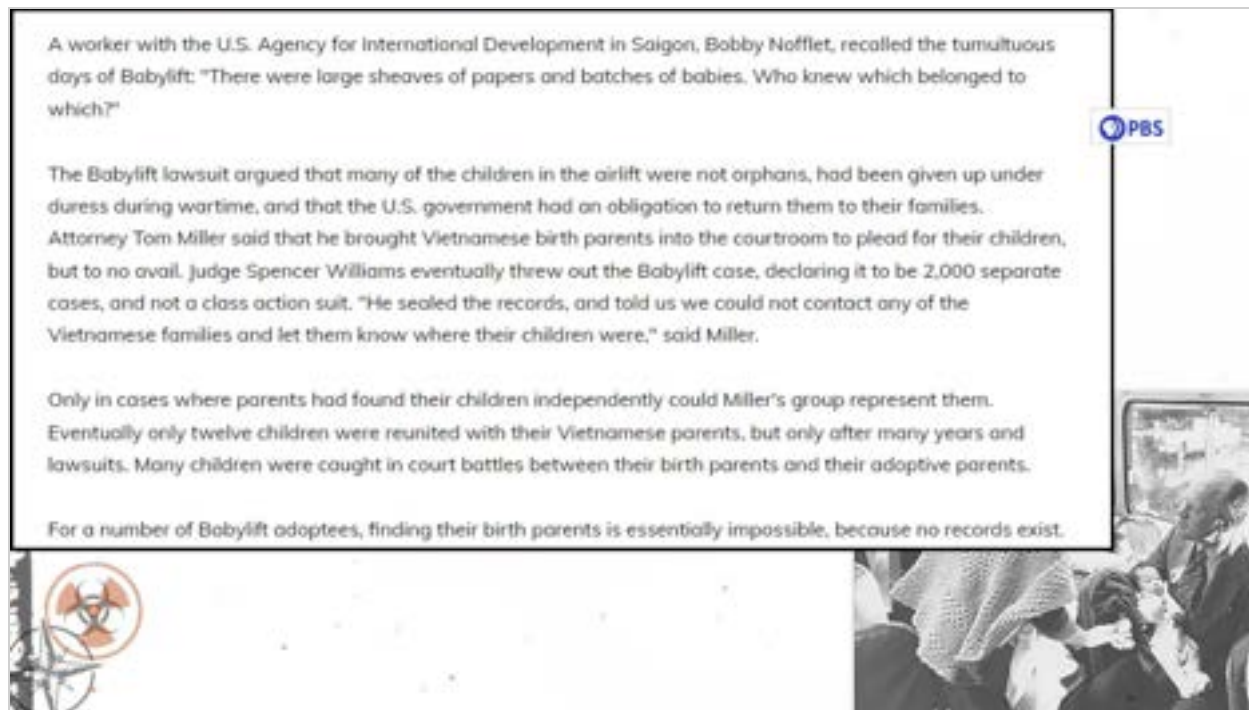 A worker with the U.S. Agency for International Development in Saigon, Bobby Nofflet, recalled the tumultuous
days of Babylift: "There were large sheaves of papers and batches of babies. Who knew which belonged to
which?"
PBS
The Babylift lawsuit argued that many of the children in the airlift were not orphans, had been given up under
duress during wartime, and that the U.S. government had an obligation to return them to their families.
Attorney Tom Miller said that he brought Vietnamese birth parents into the courtroom to plead for their children,
but to no avail. Judge Spencer Williams eventually threw out the Babylift case, declaring it to be 2,000 separate
cases, and not a class action suit. "He sealed the records, and told us we could not contact any of the
Vietnamese families and let them know where their children were," said Miller.
Only in cases where parents had found their children independently could Miller's group represent them.
Eventually only twelve children were reunited with their Vietnamese parents, but only after many years and
lawsuits. Many children were caught in court battles between their birth parents and their adoptive parents.
For a number of Babylift adoptees, finding their birth parents is essentially impossible, because no records exist.